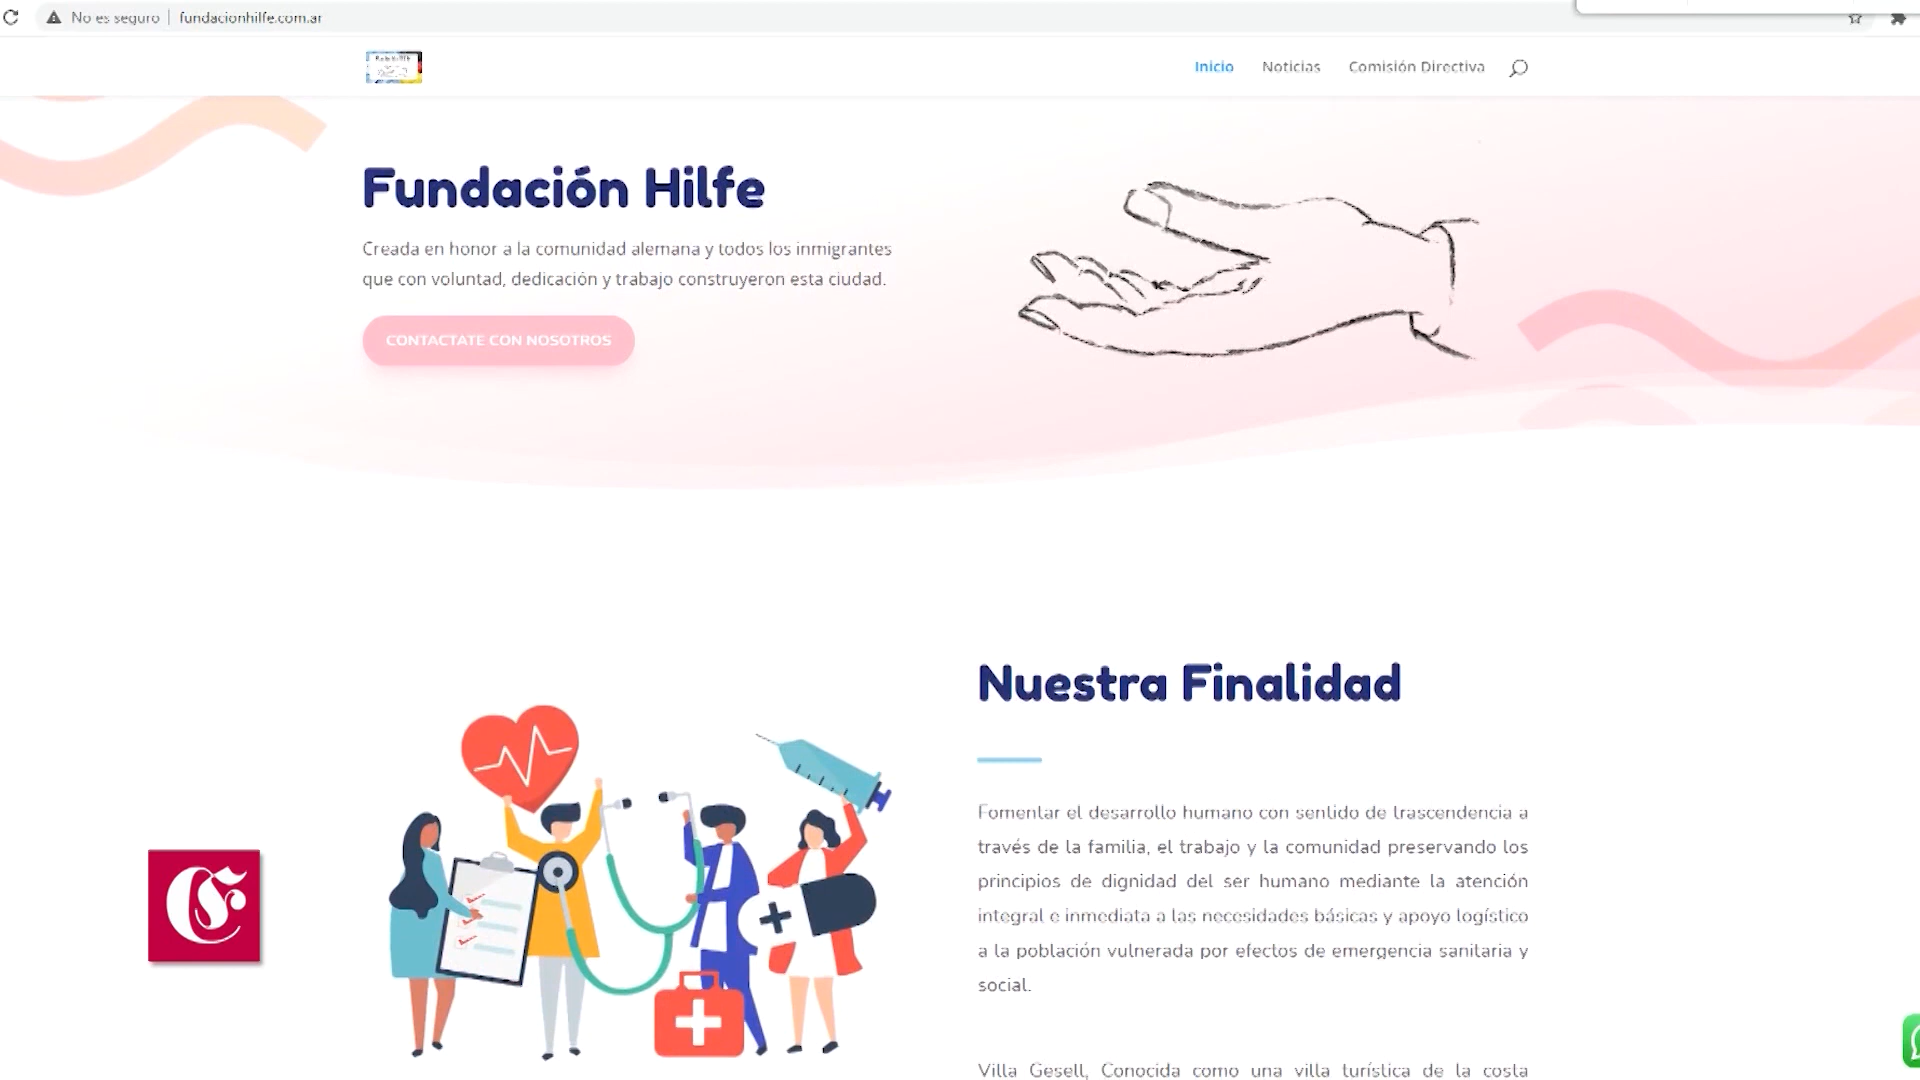 No es seguro | fundacionhilfe.com.ar
Inicio Noticias Comisión Directiva
Fundación Hilfe
Creada en honor a la comunidad alemana y todos los inmigrantes
que con voluntad, dedicación y trabajo construyeron esta ciudad.
CONTACTATE CON NOSOTROS
Nuestra Finalidad
Fomentar el desarrollo humano con sentido de trascendencia a
través de la familia, el trabajo y la comunidad preservando los
principios de dignidad del ser humano mediante la atención
integral e inmediata a las necesidades básicas y apoyo logístico
a la población vulnerada por efectos de emergencia sanitaria y
social.
Villa Gesell, Conocida como una villa turística de la costa